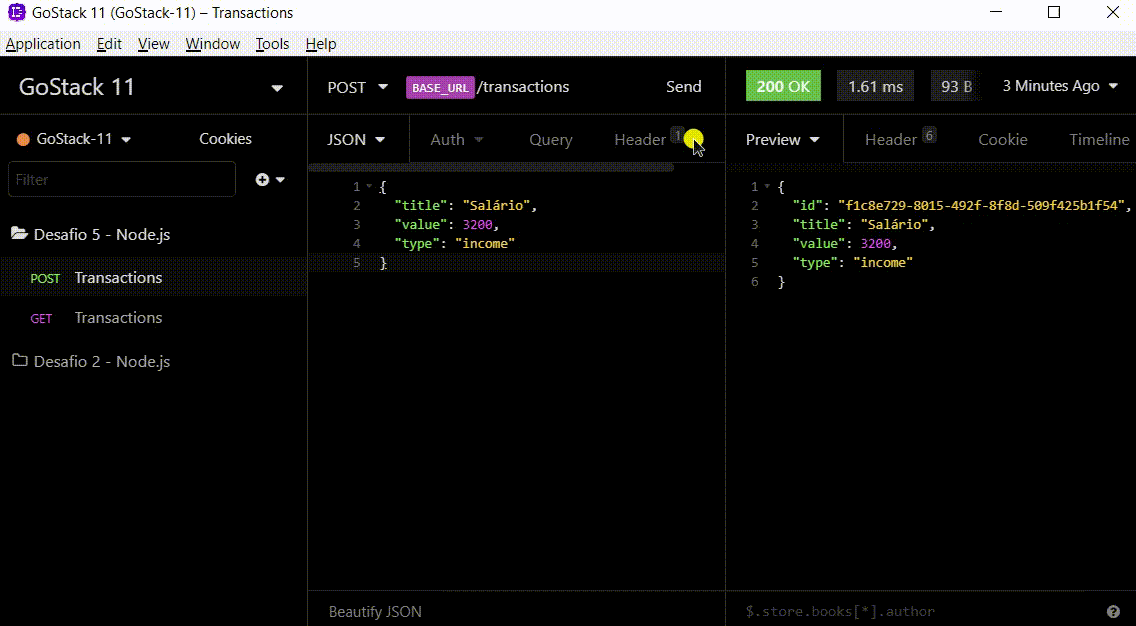 GoStack 11 (GoStack-11) – Transactions
Application Edit View Window Tools Help
GoStack 11
POST BASE_URL/transactions Send
200 OK 1.61 ms 93 B 3 Minutes Ago
GoStack-11 Cookies
JSON Auth Query Header 1
Preview Header 6 Cookie Timeline
Filter
Desafio 5 - Node.js
POST Transactions
GET Transactions
Desafio 2 - Node.js
1 {
2 "title": "Salário",
3 "value": 3200,
4 "type": "income"
5 }
1 {
2 "id": "f1c8e729-8015-492f-8f8d-509f425b1f54",
3 "title": "Salário",
4 "value": 3200,
5 "type": "income"
6 }
Beautify JSON
$.store.books[*].author